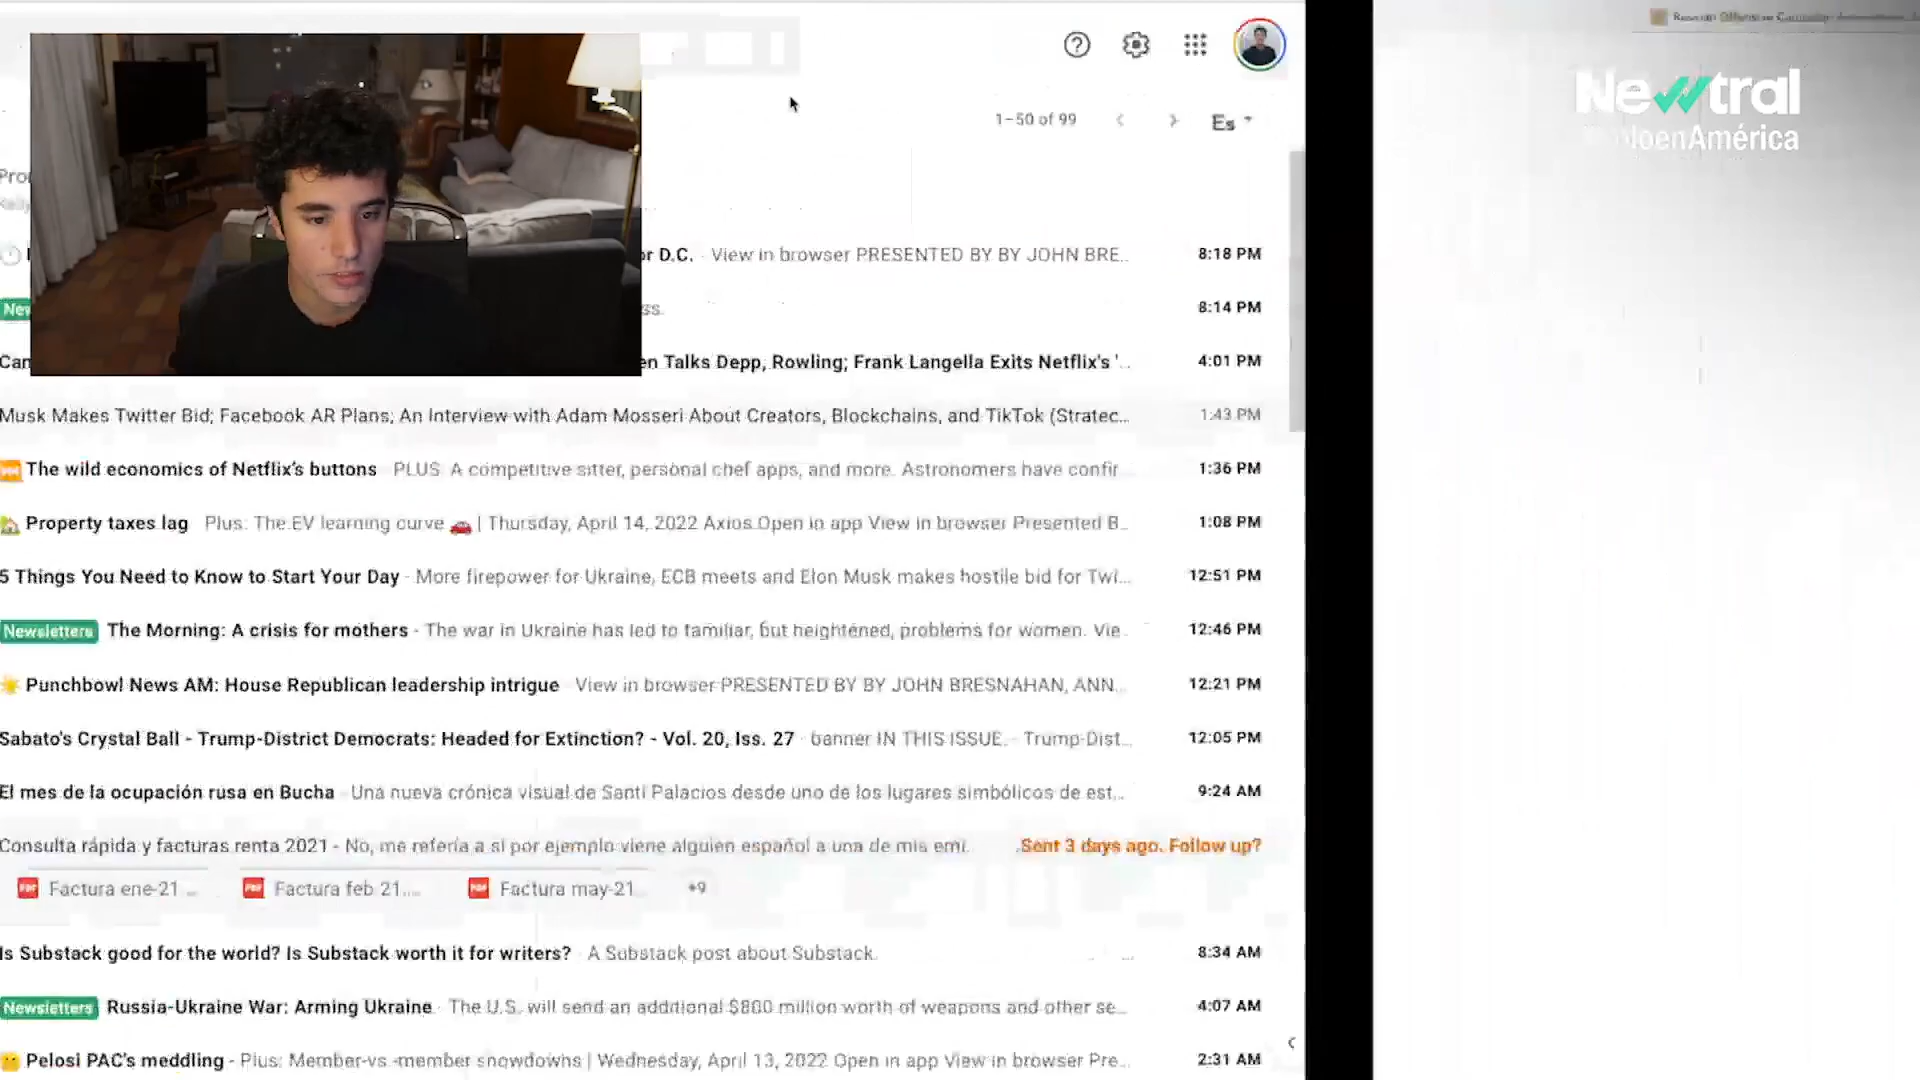 Newtral
loenAmérica
1–50 of 99
Es
or D.C. - View in browser PRESENTED BY BY JOHN BRE... 8:18 PM
New ss. 8:14 PM
Can en Talks Depp, Rowling; Frank Langella Exits Netflix's '... 4:01 PM
Musk Makes Twitter Bid; Facebook AR Plans; An Interview with Adam Mosseri About Creators, Blockchains, and TikTok (Stratec... 1:43 PM
The wild economics of Netflix's buttons PLUS A competitive sitter, personal chef apps, and more. Astronomers have confir... 1:36 PM
Property taxes lag Plus: The EV learning curve 🚗 | Thursday, April 14, 2022 Axios Open in app View in browser Presented B... 1:08 PM
5 Things You Need to Know to Start Your Day - More firepower for Ukraine, ECB meets and Elon Musk makes hostile bid for Twi... 12:51 PM
Newsletters The Morning: A crisis for mothers - The war in Ukraine has led to familiar, but heightened, problems for women. Vie... 12:46 PM
Punchbowl News AM: House Republican leadership intrigue View in browser PRESENTED BY BY JOHN BRESNAHAN, ANN... 12:21 PM
Sabato's Crystal Ball - Trump-District Democrats: Headed for Extinction? - Vol. 20, Iss. 27 - banner IN THIS ISSUE. - Trump-Dist... 12:05 PM
El mes de la ocupación rusa en Bucha - Una nueva crónica visual de Santi Palacios desde uno de los lugares simbólicos de est... 9:24 AM
Consulta rápida y facturas renta 2021 - No, me refería a si por ejemplo viene alguien español a una de mis emi. Sent 3 days ago. Follow up?
PDF Factura ene-21 ... PDF Factura feb 21.... PDF Factura may-21 +9
Is Substack good for the world? Is Substack worth it for writers? - A Substack post about Substack. 8:34 AM
Newsletters Russia-Ukraine War: Arming Ukraine - The U.S. will send an additional $800 million worth of weapons and other se... 4:07 AM
Pelosi PAC's meddling - Plus: Member-vs.-member showdowns | Wednesday, April 13, 2022 Open in app View in browser Pre... 2:31 AM